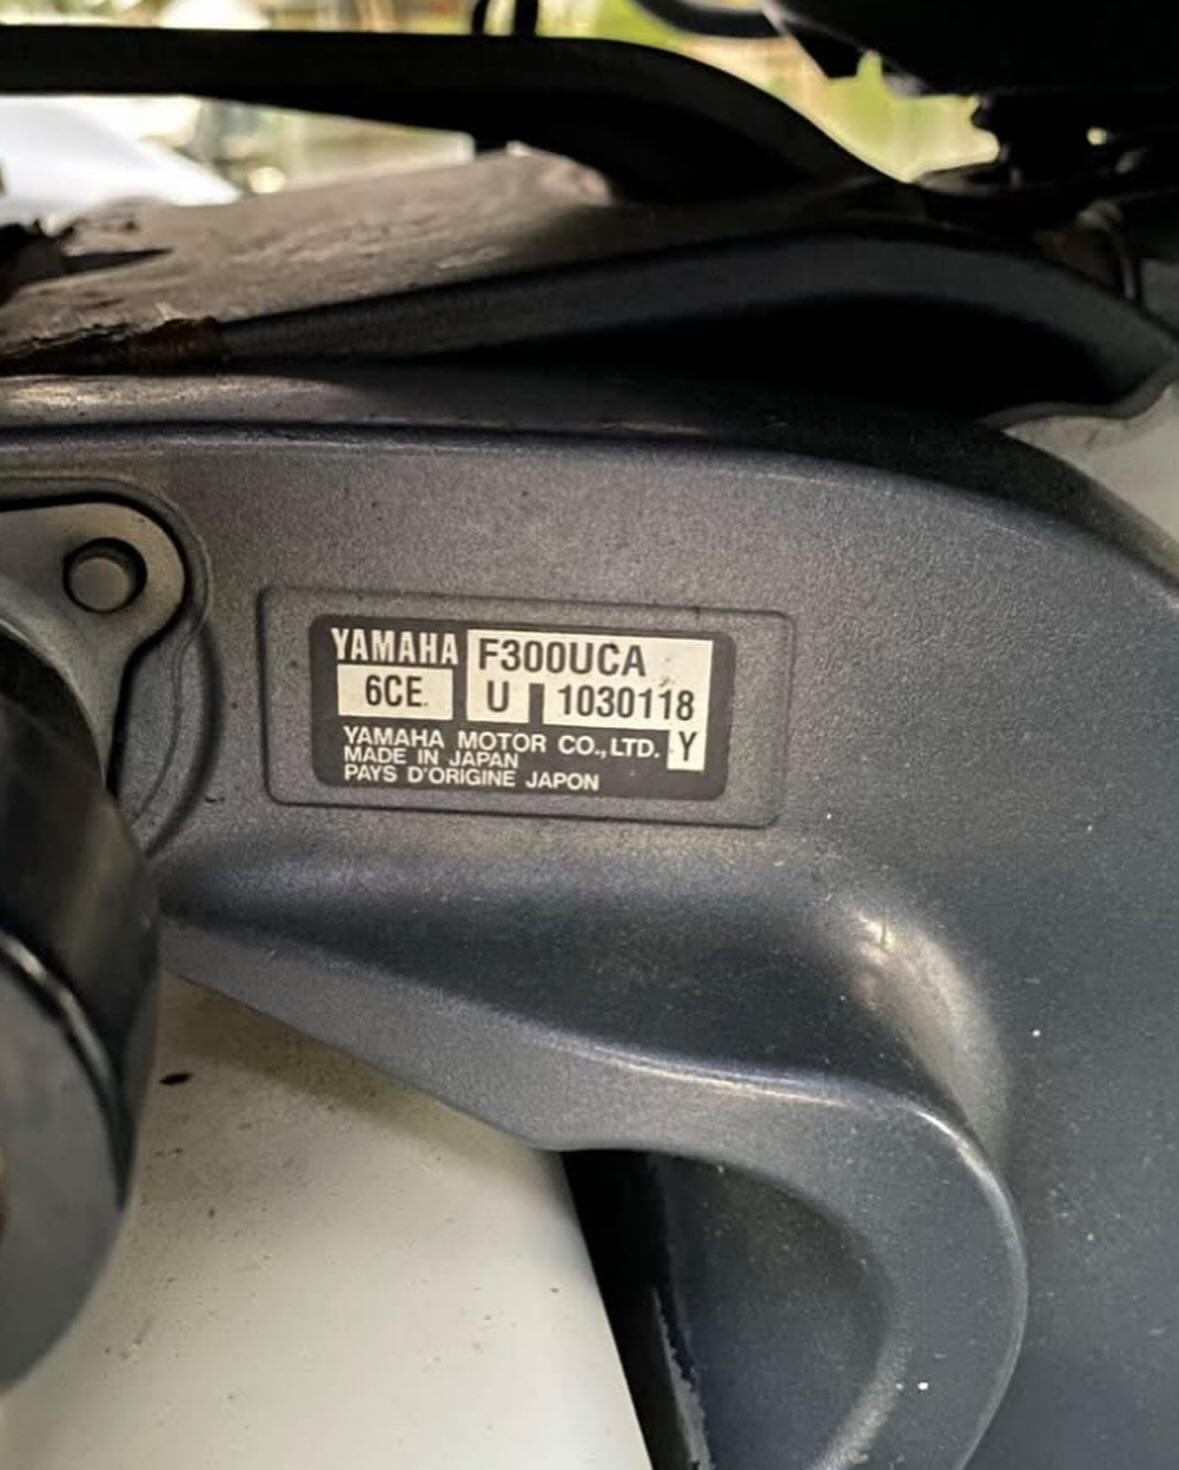 YAMAHA F300UCA
6CE U 1030118
YAMAHA MOTOR CO., LTD. Y
MADE IN JAPAN
PAYS D'ORIGINE JAPON